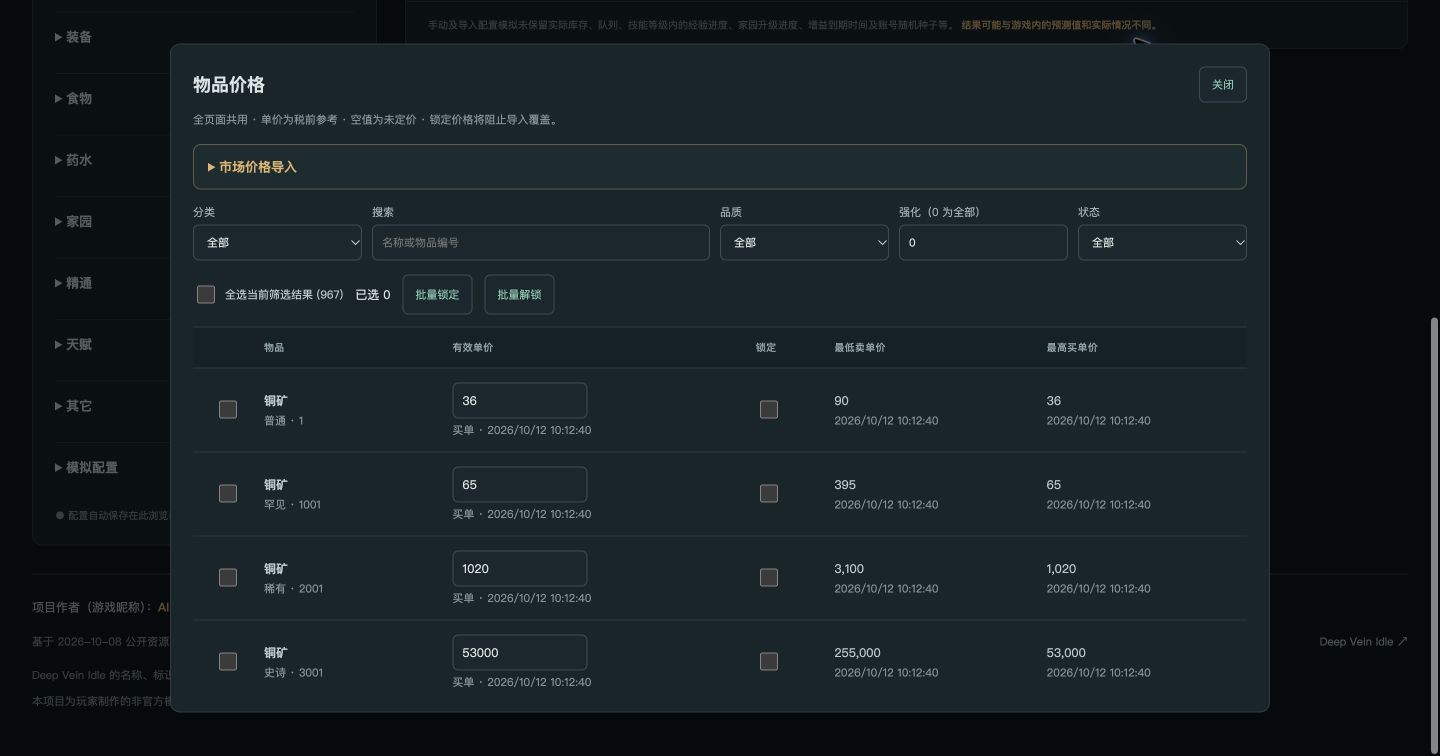 手动及导入配置模拟未保留实际库存、队列、技能等级内的经验进度、家园升级进度、增益到期时间及账号随机种子等。 结果可能与游戏内的预测值和实际情况不同。
▶ 装备
▶ 食物
▶ 药水
▶ 家园
▶ 精通
▶ 天赋
▶ 其它
▶ 模拟配置
配置自动保存在此浏览
物品价格
关闭
全页面共用 · 单价为税前参考 · 空值为未定价 · 锁定价格将阻止导入覆盖。
▶ 市场价格导入
分类 搜索 品质 强化（0 为全部） 状态
全部 名称或物品编号 全部 0 全部
全选当前筛选结果 (967) 已选 0 批量锁定 批量解锁
物品 有效单价 锁定 最低卖单价 最高买单价
铜矿 36 90 36
普通 · 1 买单 · 2026/10/12 10:12:40 2026/10/12 10:12:40 2026/10/12 10:12:40
铜矿 65 395 65
罕见 · 1001 买单 · 2026/10/12 10:12:40 2026/10/12 10:12:40 2026/10/12 10:12:40
铜矿 1020 3,100 1,020
稀有 · 2001 买单 · 2026/10/12 10:12:40 2026/10/12 10:12:40 2026/10/12 10:12:40
铜矿 53000 255,000 53,000
史诗 · 3001 买单 · 2026/10/12 10:12:40 2026/10/12 10:12:40 2026/10/12 10:12:40
项目作者（游戏昵称）： AI
基于 2026-10-08 公开资源
Deep Vein Idle ↗
Deep Vein Idle 的名称、标识
本项目为玩家制作的非官方模